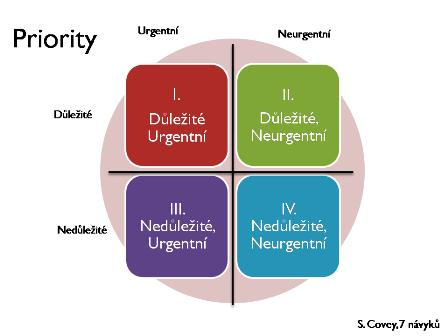 Priority
Urgentní
Neurgentní
Důležité
I.
Důležité
Urgentní
II.
Důležité,
Neurgentní
Nedůležité
III.
Nedůležité,
Urgentní
IV.
Nedůležité,
Neurgentní
S. Covey,7 návyků